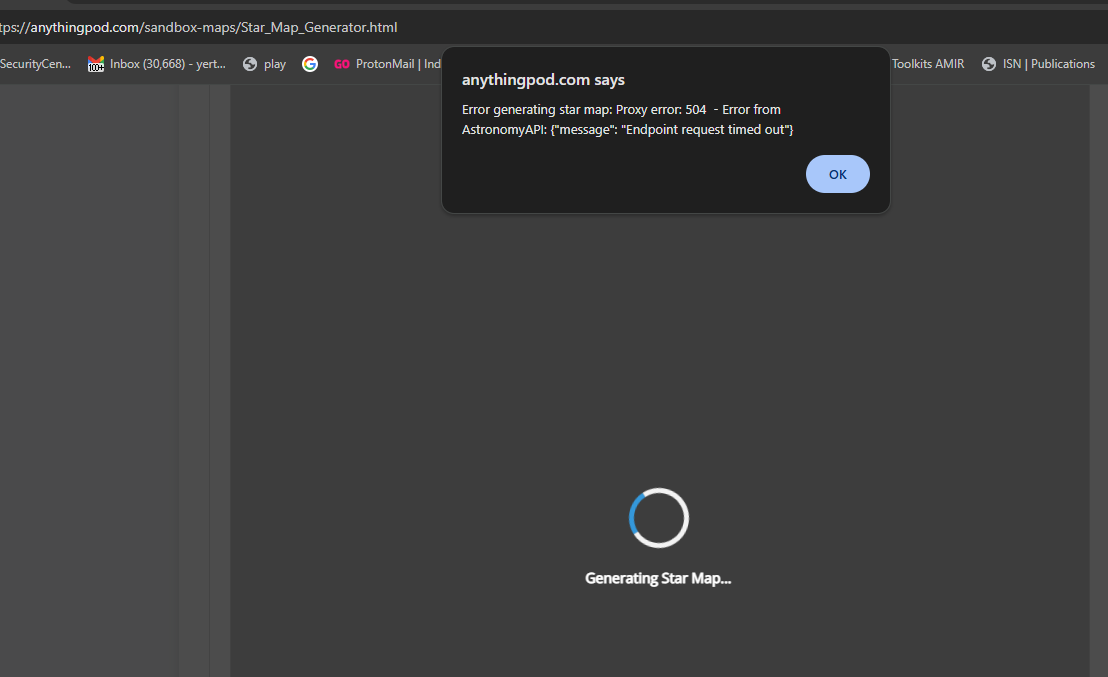 tps://anythingpod.com/sandbox-maps/Star_Map_Generator.html
SecurityCen...
100+
Inbox (30,668) - yert...
play
G
GO
ProtonMail | Ind
Toolkits AMIR
ISN | Publications
anythingpod.com says
Error generating star map: Proxy error: 504 - Error from
AstronomyAPI: {"message": "Endpoint request timed out"}
OK
Generating Star Map...